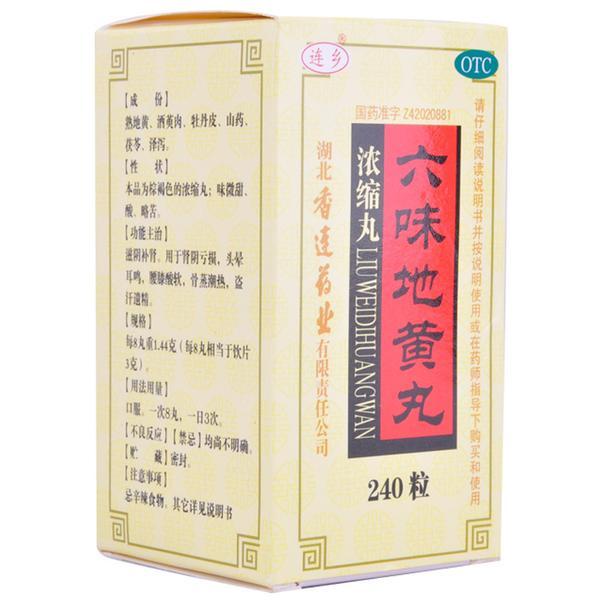 连乡
OTC
国药准字 Z42020881
六味地黄丸
浓缩丸
LIU WEI DI HU ANG WAN
湖北香连药业有限责任公司
240粒
请仔细阅读说明书并按说明使用或在药师指导下购买和使用
【成 份】
熟地黄、酒萸肉、牡丹皮、山药、
茯苓、泽泻。
【性 状】
本品为棕褐色的浓缩丸；味微甜、
酸、略苦。
【功能主治】
滋阴补肾。用于肾阴亏损，头晕
耳鸣，腰膝酸软，骨蒸潮热，盗
汗遗精。
【规格】
每8丸重1.44克（每8丸相当于饮片
3克）。
【用法用量】
口服。一次8丸，一日3次。
【不良反应】【禁忌】均尚不明确。
【贮 藏】密封。
【注意事项】
忌辛辣食物。其它详见说明书